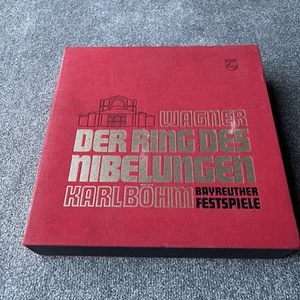 WAGNER
DER RING DES
NIBELUNGEN
KARL BÖHM BAYREUTHER
FESTSPIELE